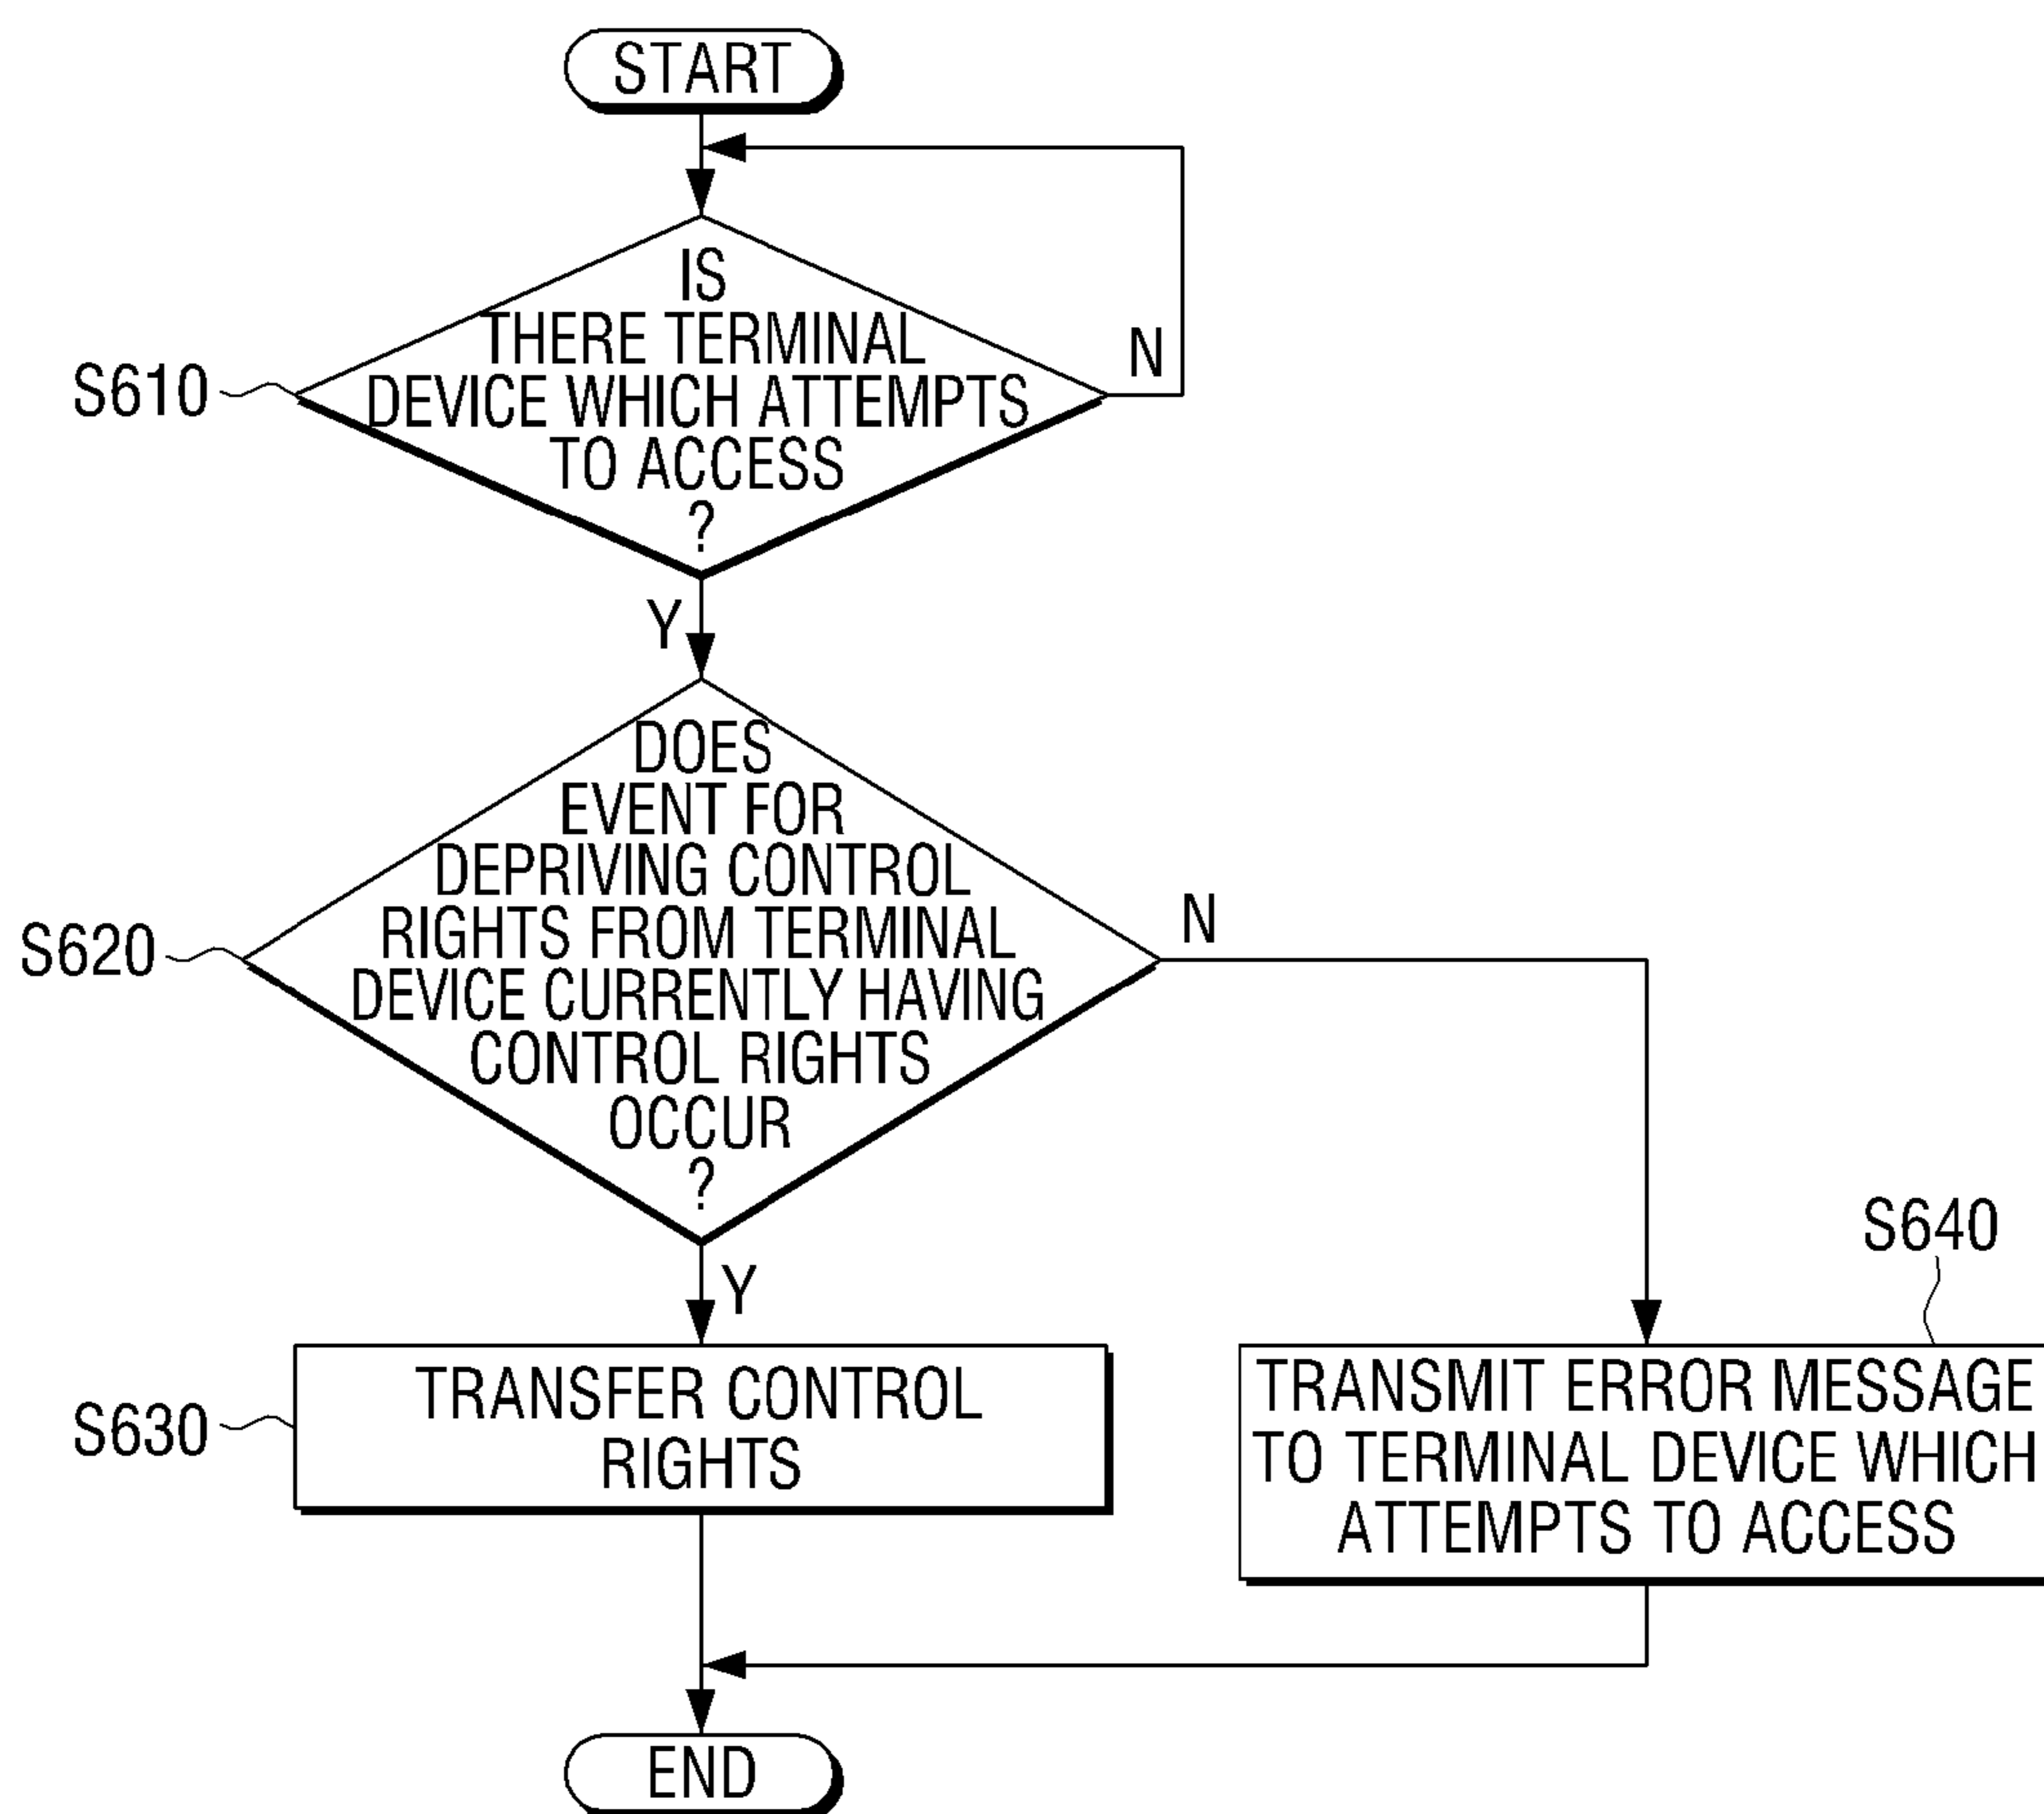 START
IS
THERE TERMINAL
DEVICE WHICH ATTEMPTS
TO ACCESS
?
N
S610
Y
DOES
EVENT FOR
DEPRIVING CONTROL
RIGHTS FROM TERMINAL
DEVICE CURRENTLY HAVING
CONTROL RIGHTS
OCCUR
?
N
S620
Y
S640
TRANSFER CONTROL
RIGHTS
S630
TRANSMIT ERROR MESSAGE
TO TERMINAL DEVICE WHICH
ATTEMPTS TO ACCESS
END